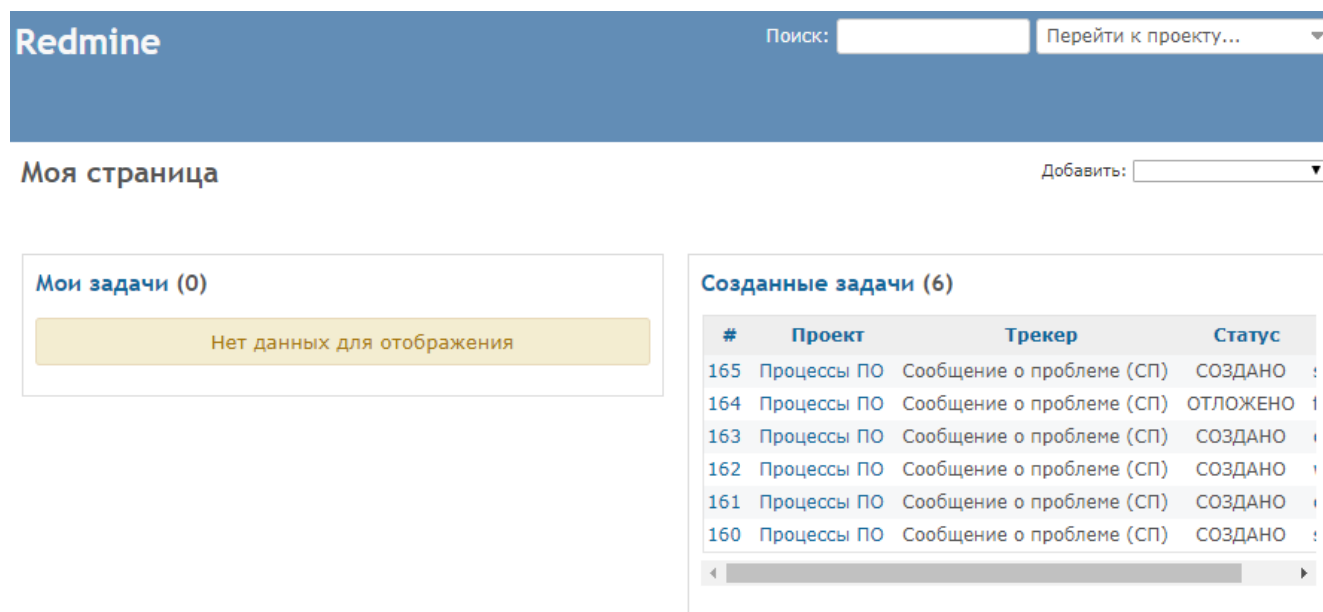 Redmine
Поиск:
Перейти к проекту...
Моя страница
Добавить:
Мои задачи (0)
Нет данных для отображения
Созданные задачи (6)
# Проект Трекер Статус
165 Процессы ПО Сообщение о проблеме (СП) СОЗДАНО
164 Процессы ПО Сообщение о проблеме (СП) ОТЛОЖЕНО
163 Процессы ПО Сообщение о проблеме (СП) СОЗДАНО
162 Процессы ПО Сообщение о проблеме (СП) СОЗДАНО
161 Процессы ПО Сообщение о проблеме (СП) СОЗДАНО
160 Процессы ПО Сообщение о проблеме (СП) СОЗДАНО